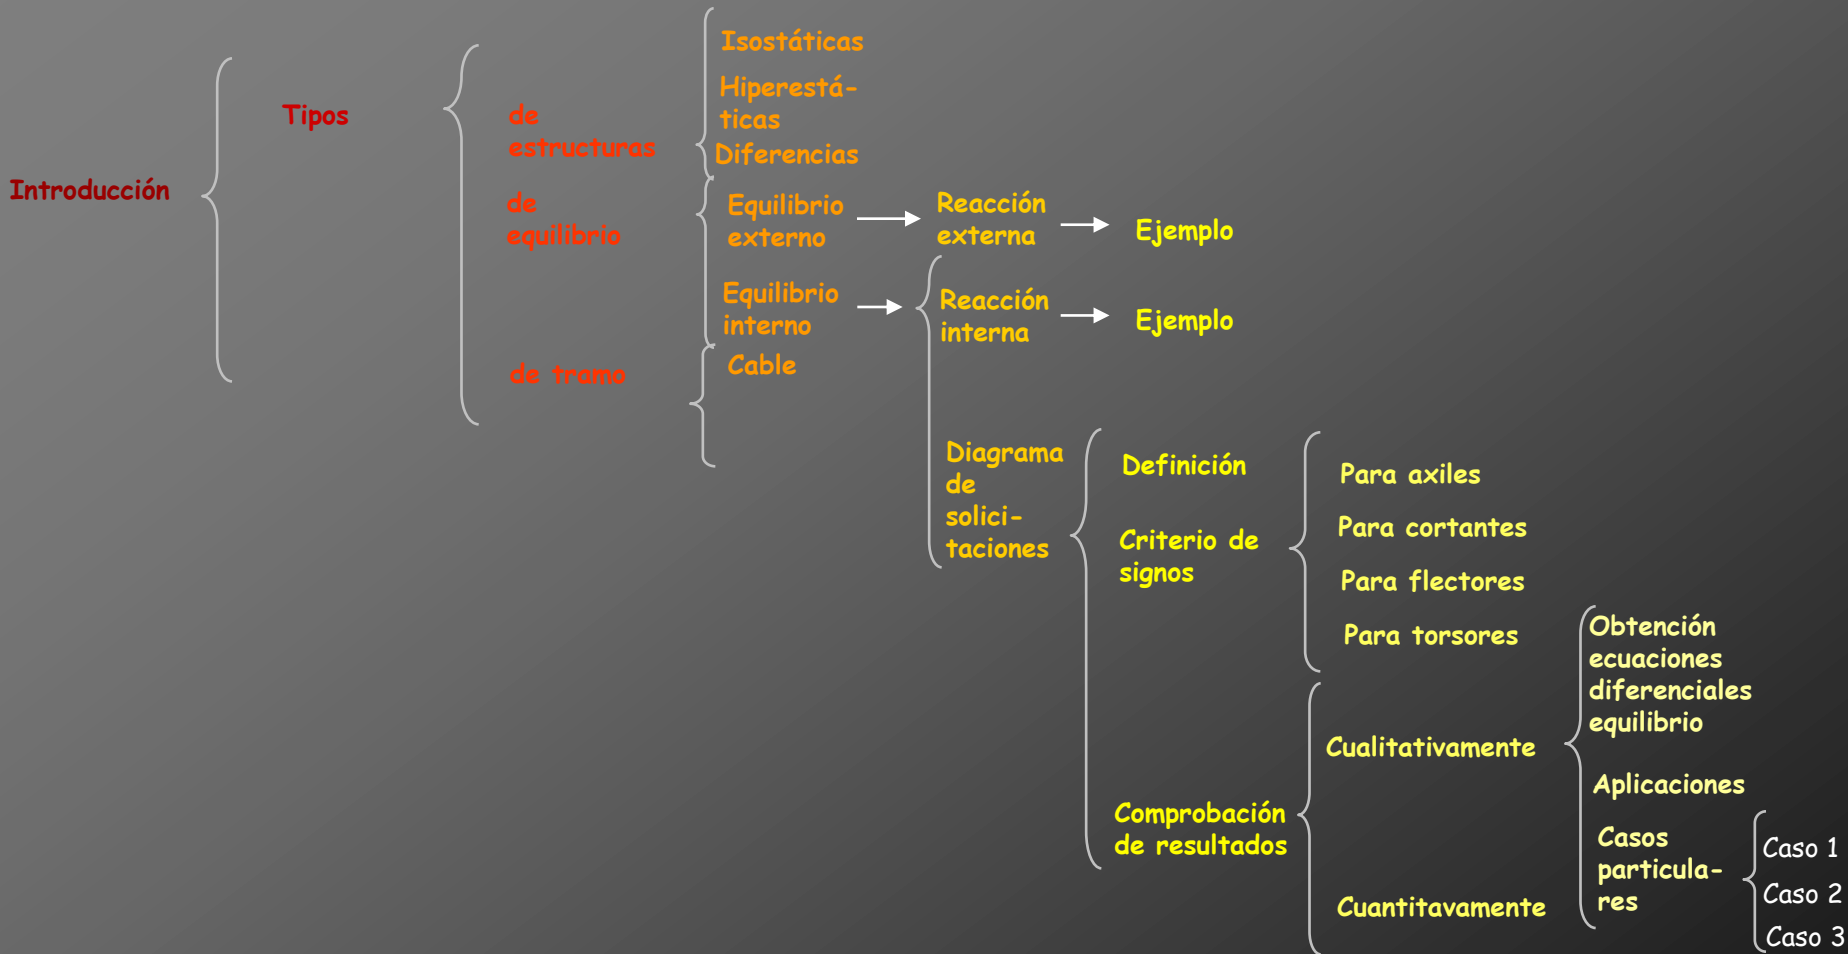 Introducción
Tipos
de
estructuras
Isostáticas
Hiperestá-
ticas
Diferencias
de
equilibrio
Equilibrio
externo
Reacción
externa
Ejemplo
Equilibrio
interno
Reacción
interna
Ejemplo
Diagrama
de
solici-
taciones
Definición
Criterio de
signos
Para axiles
Para cortantes
Para flectores
Para torsores
Comprobación
de resultados
Cualitativamente
Obtención
ecuaciones
diferenciales
equilibrio
Aplicaciones
Casos
particula-
res
Caso 1
Caso 2
Caso 3
Cuantitavamente
de tramo
Cable